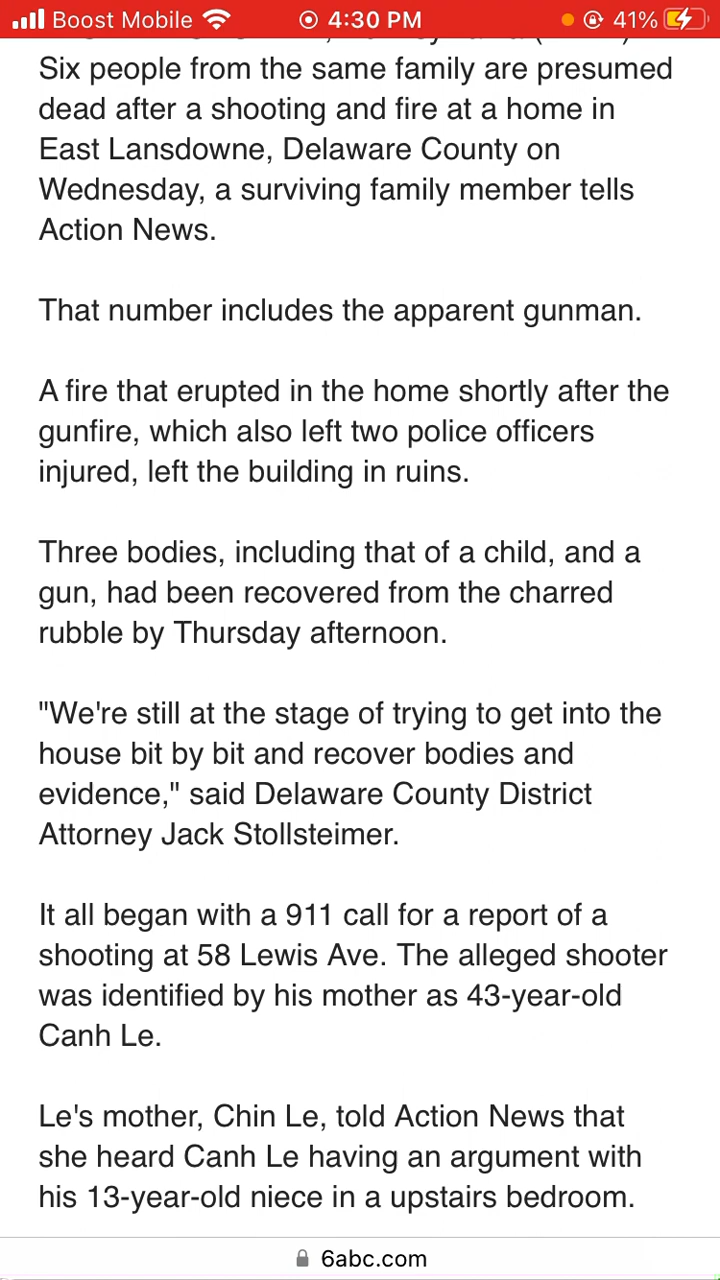 Boost Mobile 4:30 PM 41%
Six people from the same family are presumed
dead after a shooting and fire at a home in
East Lansdowne, Delaware County on
Wednesday, a surviving family member tells
Action News.
That number includes the apparent gunman.
A fire that erupted in the home shortly after the
gunfire, which also left two police officers
injured, left the building in ruins.
Three bodies, including that of a child, and a
gun, had been recovered from the charred
rubble by Thursday afternoon.
"We're still at the stage of trying to get into the
house bit by bit and recover bodies and
evidence," said Delaware County District
Attorney Jack Stollsteimer.
It all began with a 911 call for a report of a
shooting at 58 Lewis Ave. The alleged shooter
was identified by his mother as 43-year-old
Canh Le.
Le's mother, Chin Le, told Action News that
she heard Canh Le having an argument with
his 13-year-old niece in a upstairs bedroom.
6abc.com